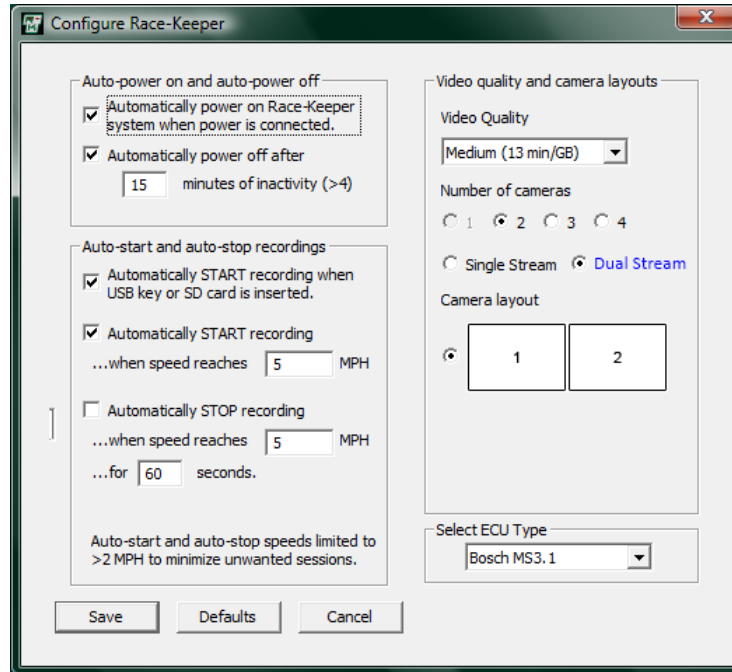 Configure Race-Keeper
Auto-power on and auto-power off
Automatically power on Race-Keeper
system when power is connected.
Automatically power off after
15 minutes of inactivity (>4)
Auto-start and auto-stop recordings
Automatically START recording when
USB key or SD card is inserted.
Automatically START recording
...when speed reaches 5 MPH
Automatically STOP recording
...when speed reaches 5 MPH
...for 60 seconds.
Auto-start and auto-stop speeds limited to
>2 MPH to minimize unwanted sessions.
Video quality and camera layouts
Video Quality
Medium (13 min/GB)
Number of cameras
1 2 3 4
Single Stream Dual Stream
Camera layout
1 2
Select ECU Type
Bosch MS3.1
Save Defaults Cancel